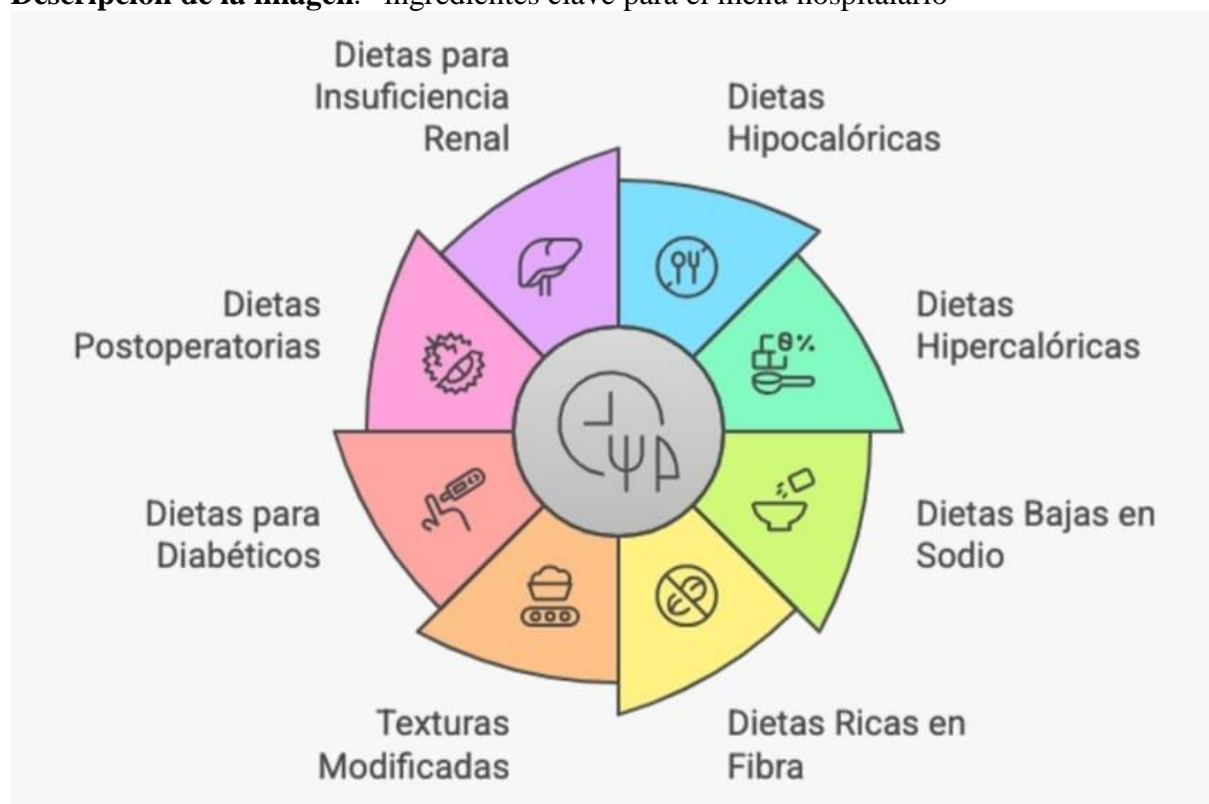 Descripción de la imagen: ingredientes clave para el menú hospitalario
Dietas para
Insuficiencia
Renal
Dietas
Hipocalóricas
Dietas
Postoperatorias
Dietas
Hipercalóricas
0%
Dietas para
Diabéticos
Dietas Bajas en
Sodio
Texturas
Modificadas
Dietas Ricas en
Fibra